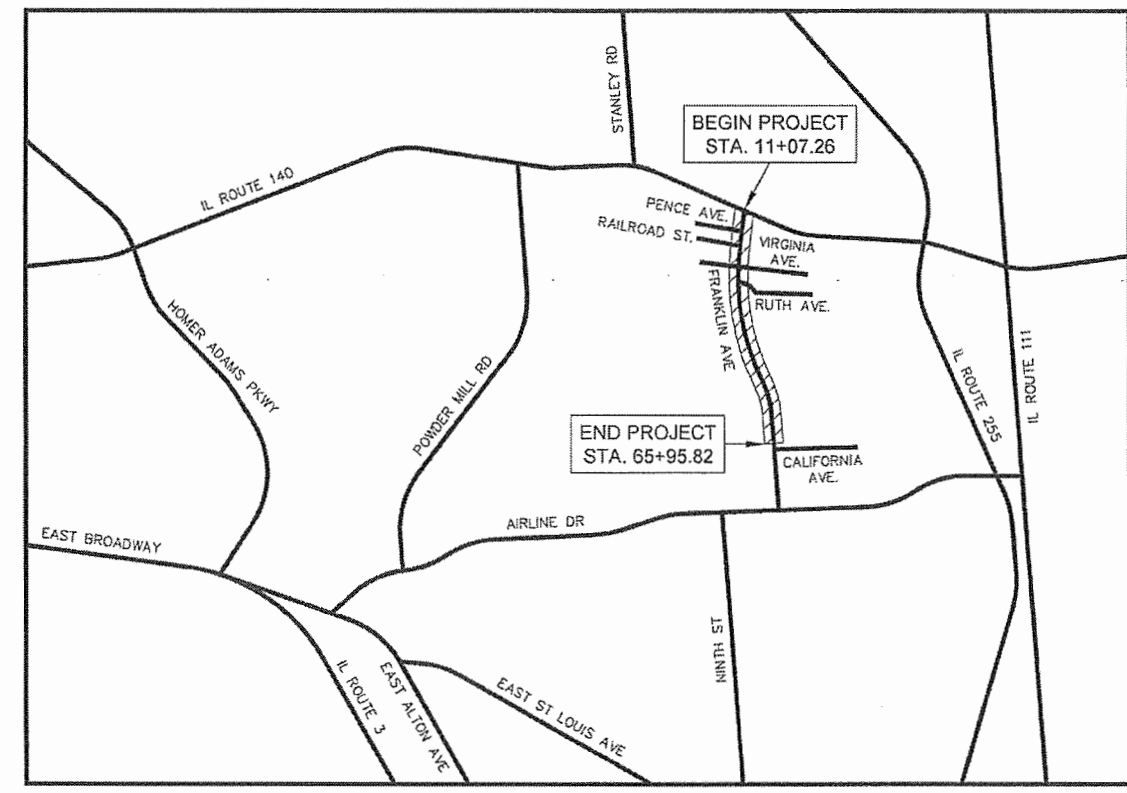 STANLEY RD
BEGIN PROJECT
STA. 11+07.26
IL ROUTE 140
PENCE AVE.
RAILROAD ST.
VIRGINIA
AVE.
RUTH AVE.
FRANKLIN AVE
HOMER ADAMS PKWY
POWDER MILL RD
IL ROUTE 255
IL ROUTE 111
END PROJECT
STA. 65+95.82
CALIFORNIA
AVE.
AIRLINE DR
EAST BROADWAY
NINTH ST
IL ROUTE 3
EAST ALTON AVE
EAST ST LOUIS AVE